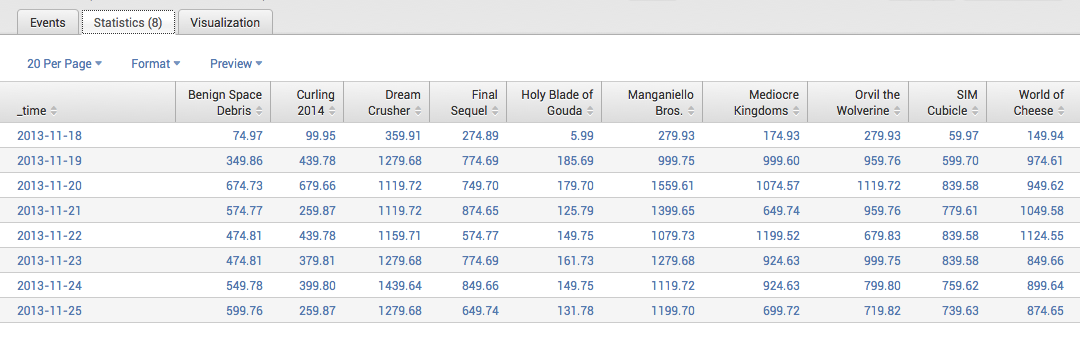 Events Statistics (8) Visualization
20 Per Page Format Preview
_time Benign Space Debris Curling 2014 Dream Crusher Final Sequel Holy Blade of Gouda Manganiello Bros. Mediocre Kingdoms Orvil the Wolverine SIM Cubicle World of Cheese
2013-11-18 74.97 99.95 359.91 274.89 5.99 279.93 174.93 279.93 59.97 149.94
2013-11-19 349.86 439.78 1279.68 774.69 185.69 999.75 999.60 959.76 599.70 974.61
2013-11-20 674.73 679.66 1119.72 749.70 179.70 1559.61 1074.57 1119.72 839.58 949.62
2013-11-21 574.77 259.87 1119.72 874.65 125.79 1399.65 649.74 959.76 779.61 1049.58
2013-11-22 474.81 439.78 1159.71 574.77 149.75 1079.73 1199.52 679.83 839.58 1124.55
2013-11-23 474.81 379.81 1279.68 774.69 161.73 1279.68 924.63 999.75 839.58 849.66
2013-11-24 549.78 399.80 1439.64 849.66 149.75 1119.72 924.63 799.80 759.62 899.64
2013-11-25 599.76 259.87 1279.68 649.74 131.78 1199.70 699.72 719.82 739.63 874.65